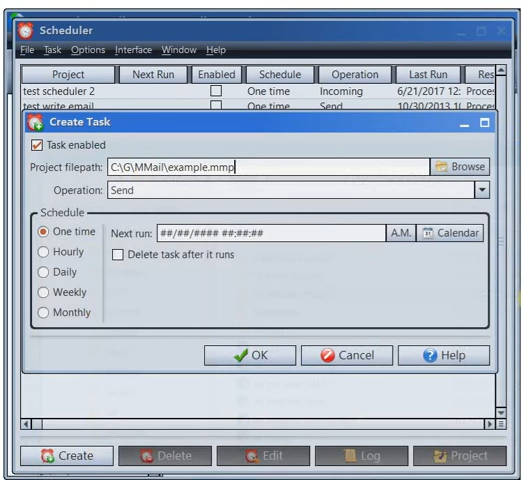 Scheduler
File Task Options Interface Window Help
Project Next Run Enabled Schedule Operation Last Run Res
test scheduler 2 One time Incoming 6/21/2017 12: Proces
test write email One time Send 10/30/2013 1( Proces
Create Task
Task enabled
Project filepath: C:\G\MMail\example.mmp Browse
Operation: Send
Schedule
One time Next run: ##/##/#### ##:##:## A.M. Calendar
Hourly Delete task after it runs
Daily
Weekly
Monthly
OK Cancel Help
Create Delete Edit Log Project